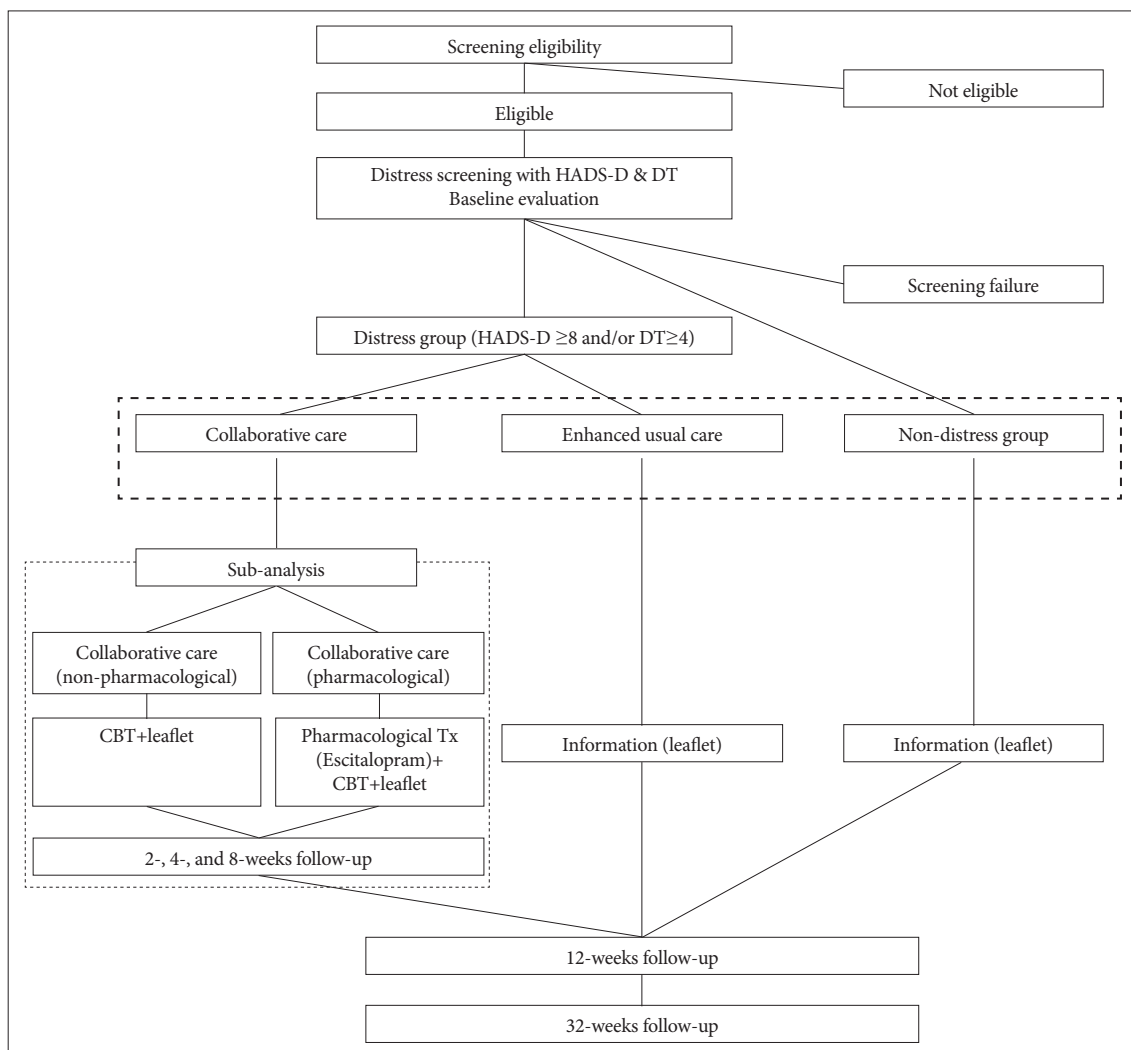 Screening eligibility
Not eligible
Eligible
Distress screening with HADS-D & DT
Baseline evaluation
Screening failure
Distress group (HADS-D ≥8 and/or DT≥4)
Collaborative care
Enhanced usual care
Non-distress group
Sub-analysis
Collaborative care
(non-pharmacological)
Collaborative care
(pharmacological)
CBT+leaflet
Pharmacological Tx
(Escitalopram)+
CBT+leaflet
Information (leaflet)
Information (leaflet)
2-, 4-, and 8-weeks follow-up
12-weeks follow-up
32-weeks follow-up